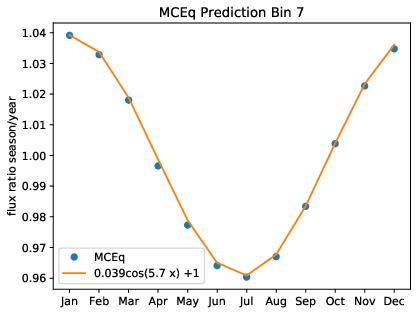 MCEq Prediction Bin 7
flux ratio season/year
1.04
1.03
1.02
1.01
1.00
0.99
0.98
0.97
0.96
MCEq
0.039cos(5.7 x) +1
Jan Feb Mar Apr May Jun Jul Aug Sep Oct Nov Dec